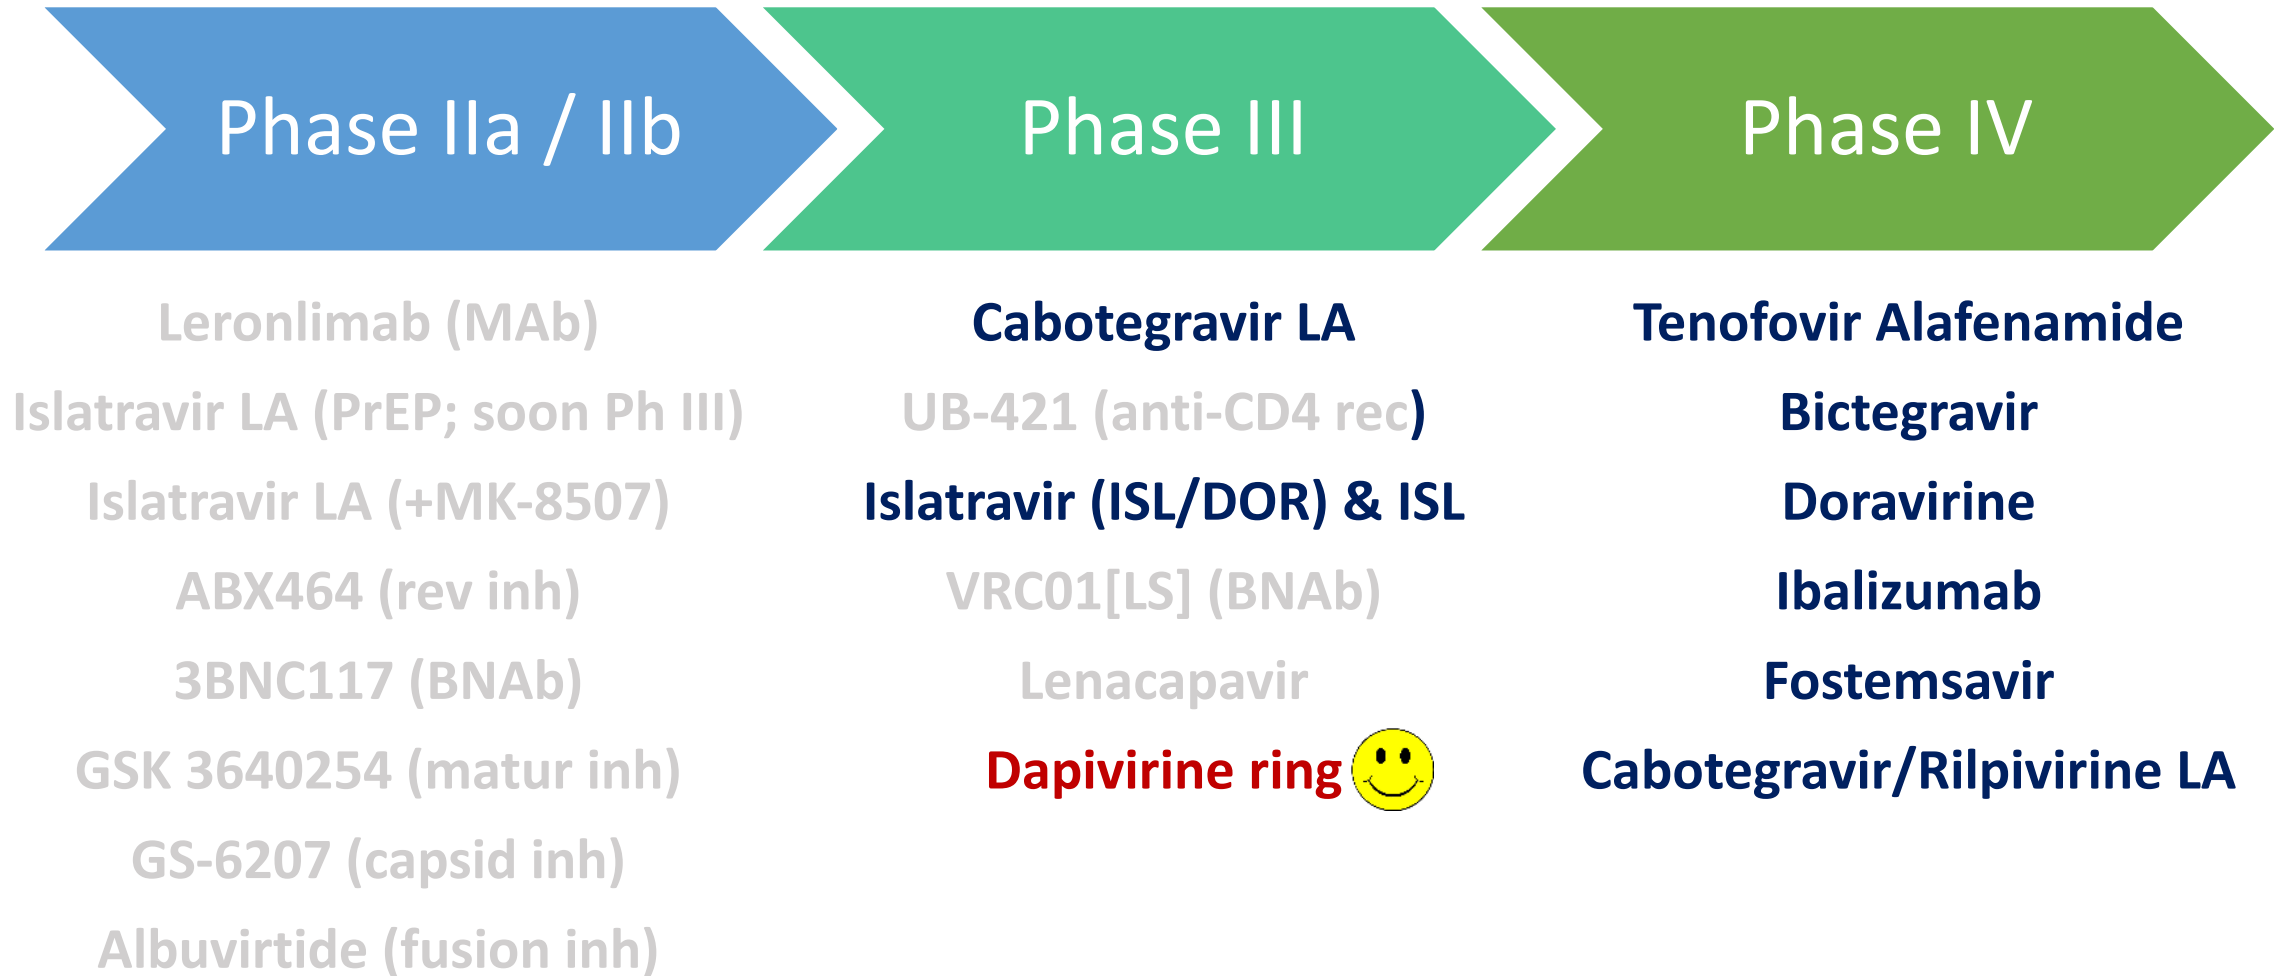 Phase IIa / IIb
Leronlimab (MAb)
Islatravir LA (PrEP; soon Ph III)
Islatravir LA (+MK-8507)
ABX464 (rev inh)
3BNC117 (BNAb)
GSK 3640254 (matur inh)
GS-6207 (capsid inh)
Albuvirtide (fusion inh)
Phase III
Cabotegravir LA
UB-421 (anti-CD4 rec)
Islatravir (ISL/DOR) & ISL
VRC01[LS] (BNAb)
Lenacapavir
Dapivirine ring
Phase IV
Tenofovir Alafenamide
Bictegravir
Doravirine
Ibalizumab
Fostemsavir
Cabotegravir/Rilpivirine LA